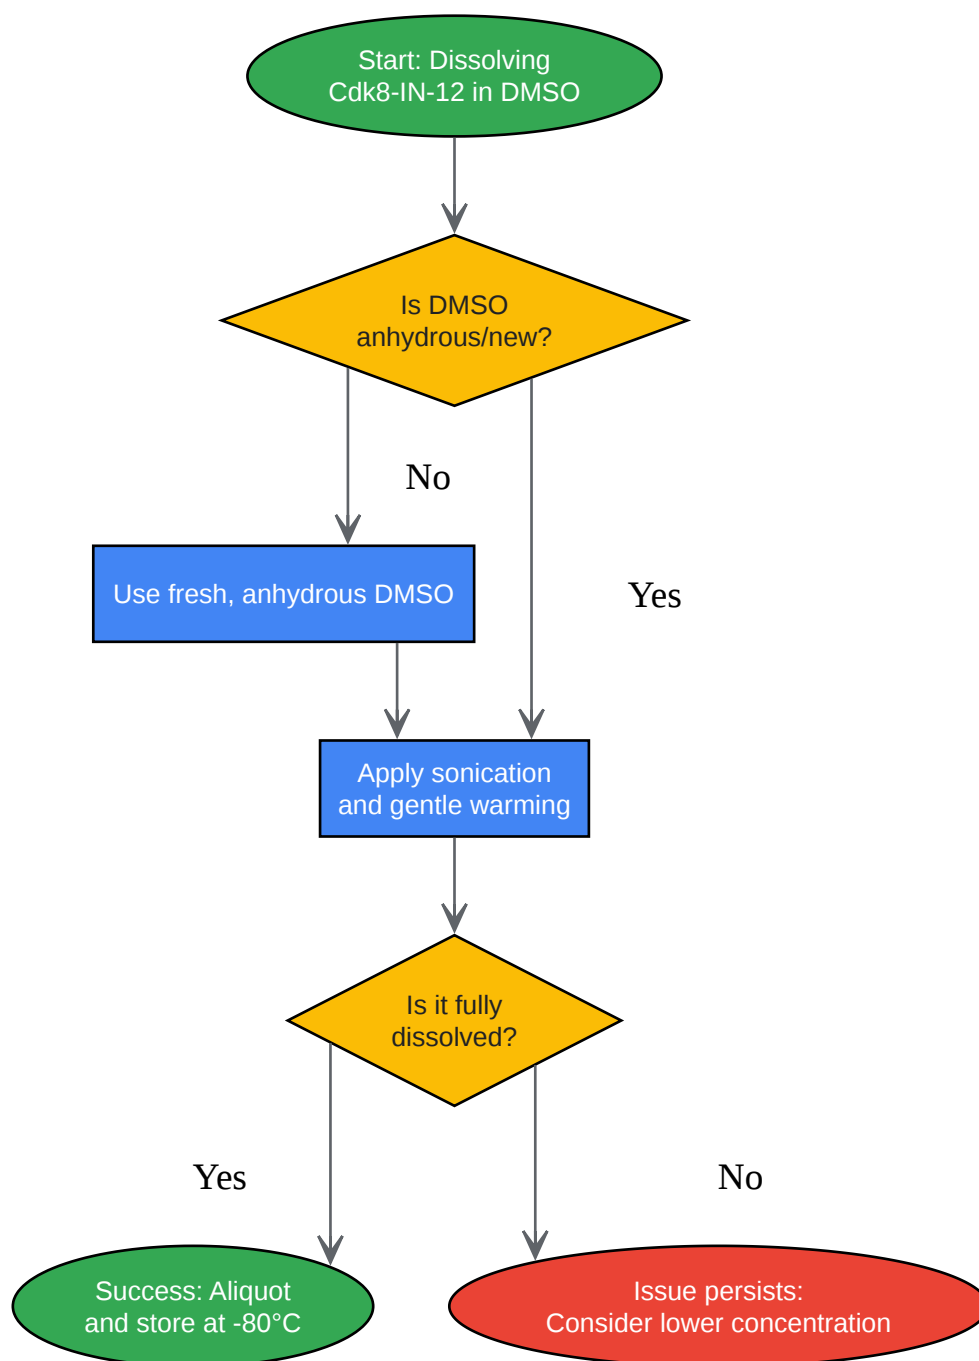 Start: Dissolving
Cdk8-IN-12 in DMSO
Is DMSO
anhydrous/new?
No
Use fresh, anhydrous DMSO
Yes
Apply sonication
and gentle warming
Is it fully
dissolved?
Yes
No
Success: Aliquot
and store at -80°C
Issue persists:
Consider lower concentration